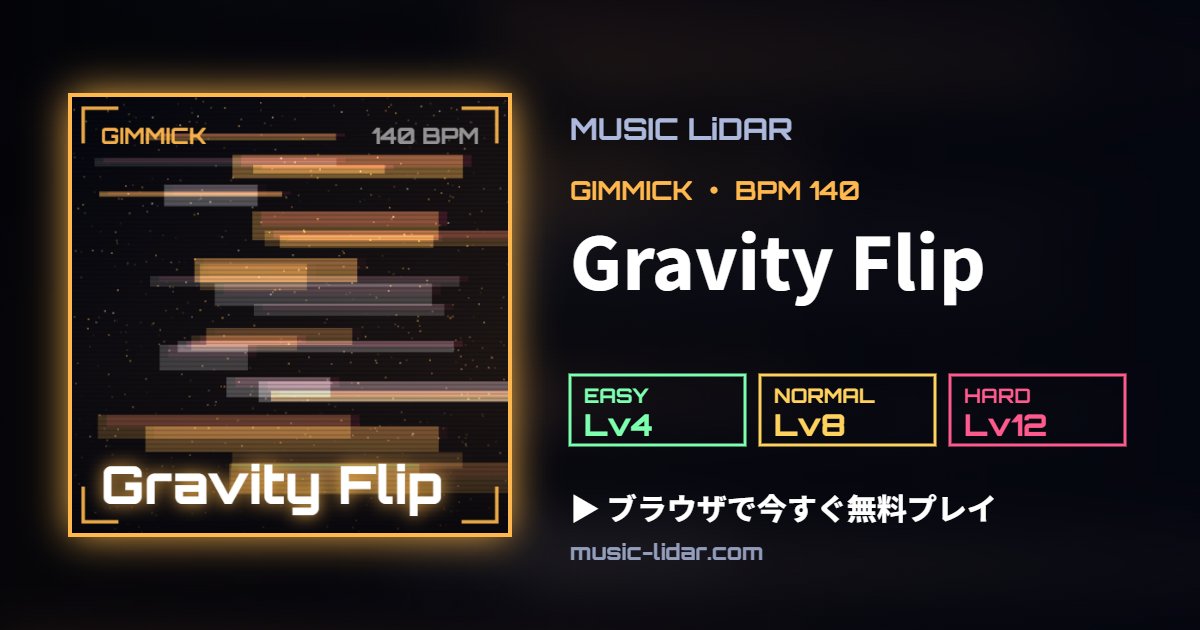 GIMMICK
140 BPM
Gravity Flip
MUSIC LiDAR
GIMMICK • BPM 140
Gravity Flip
EASY
Lv4
NORMAL
Lv8
HARD
Lv12
▶ ブラウザで今すぐ無料プレイ
music-lidar.com